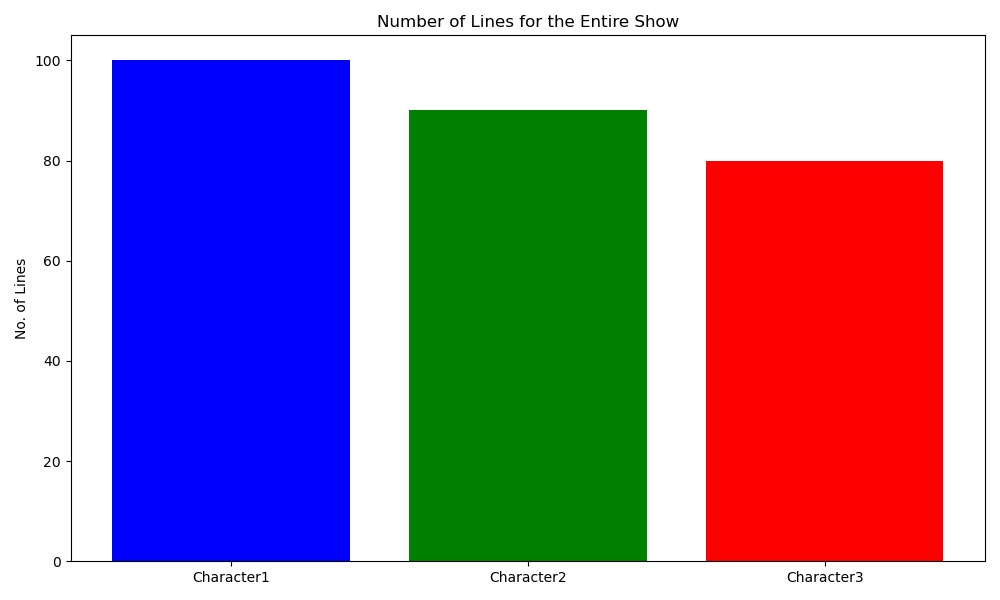 Number of Lines for the Entire Show
No. of Lines
100
80
60
40
20
0
Character1
Character2
Character3